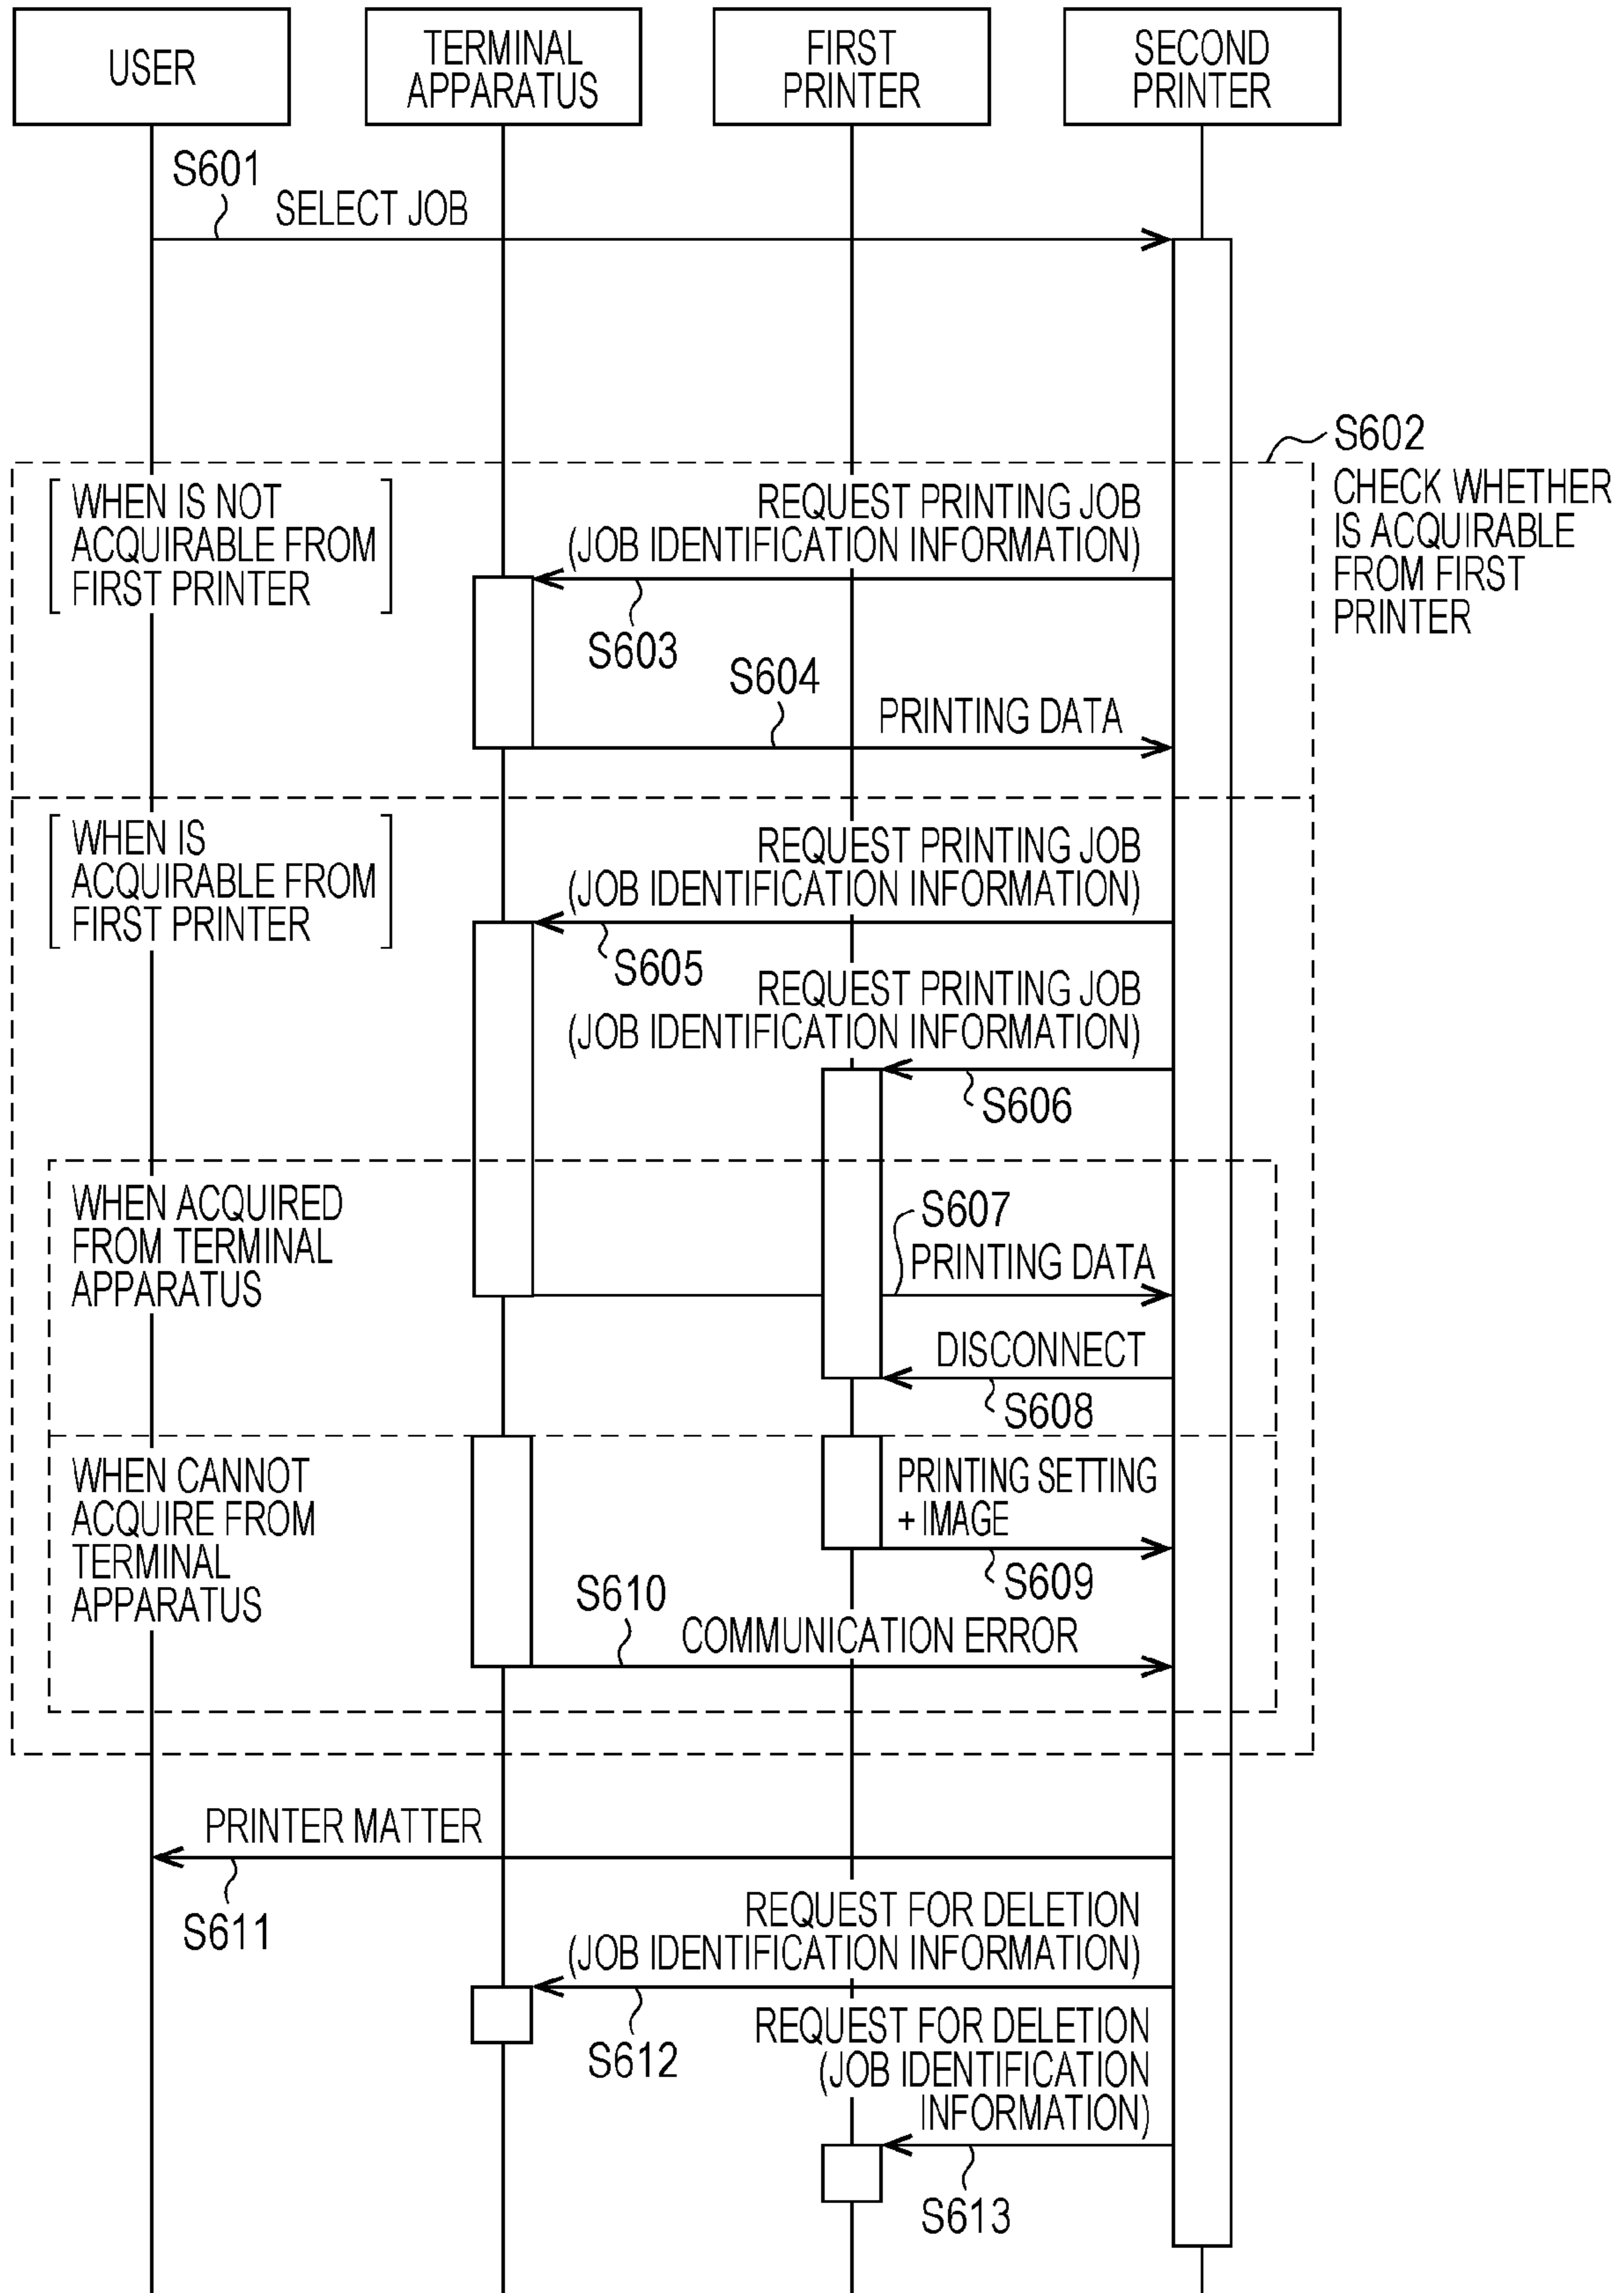 USER
TERMINAL
APPARATUS
FIRST
PRINTER
SECOND
PRINTER
S601
SELECT JOB
S602
CHECK WHETHER
IS ACQUIRABLE
FROM FIRST
PRINTER
WHEN IS NOT
ACQUIRABLE FROM
FIRST PRINTER
REQUEST PRINTING JOB
(JOB IDENTIFICATION INFORMATION)
S603
S604
PRINTING DATA
WHEN IS
ACQUIRABLE FROM
FIRST PRINTER
REQUEST PRINTING JOB
(JOB IDENTIFICATION INFORMATION)
S605
REQUEST PRINTING JOB
(JOB IDENTIFICATION INFORMATION)
S606
WHEN ACQUIRED
FROM TERMINAL
APPARATUS
S607
PRINTING DATA
DISCONNECT
S608
WHEN CANNOT
ACQUIRE FROM
TERMINAL
APPARATUS
PRINTING SETTING
+ IMAGE
S609
S610
COMMUNICATION ERROR
PRINTER MATTER
S611
REQUEST FOR DELETION
(JOB IDENTIFICATION INFORMATION)
S612
REQUEST FOR DELETION
(JOB IDENTIFICATION
INFORMATION)
S613